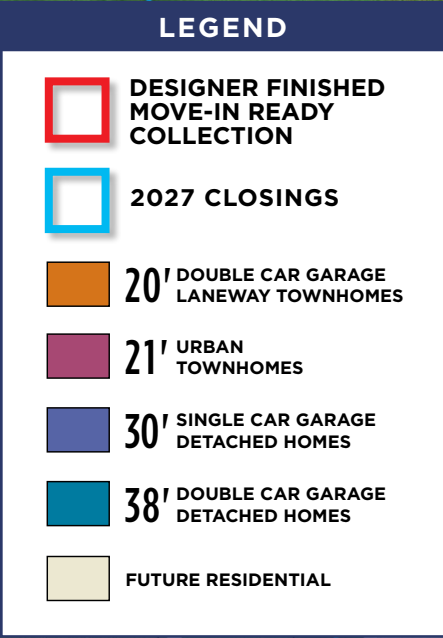 LEGEND
DESIGNER FINISHED
MOVE-IN READY
COLLECTION
2027 CLOSINGS
20' DOUBLE CAR GARAGE
LANEWAY TOWNHOMES
21' URBAN
TOWNHOMES
30' SINGLE CAR GARAGE
DETACHED HOMES
38' DOUBLE CAR GARAGE
DETACHED HOMES
FUTURE RESIDENTIAL